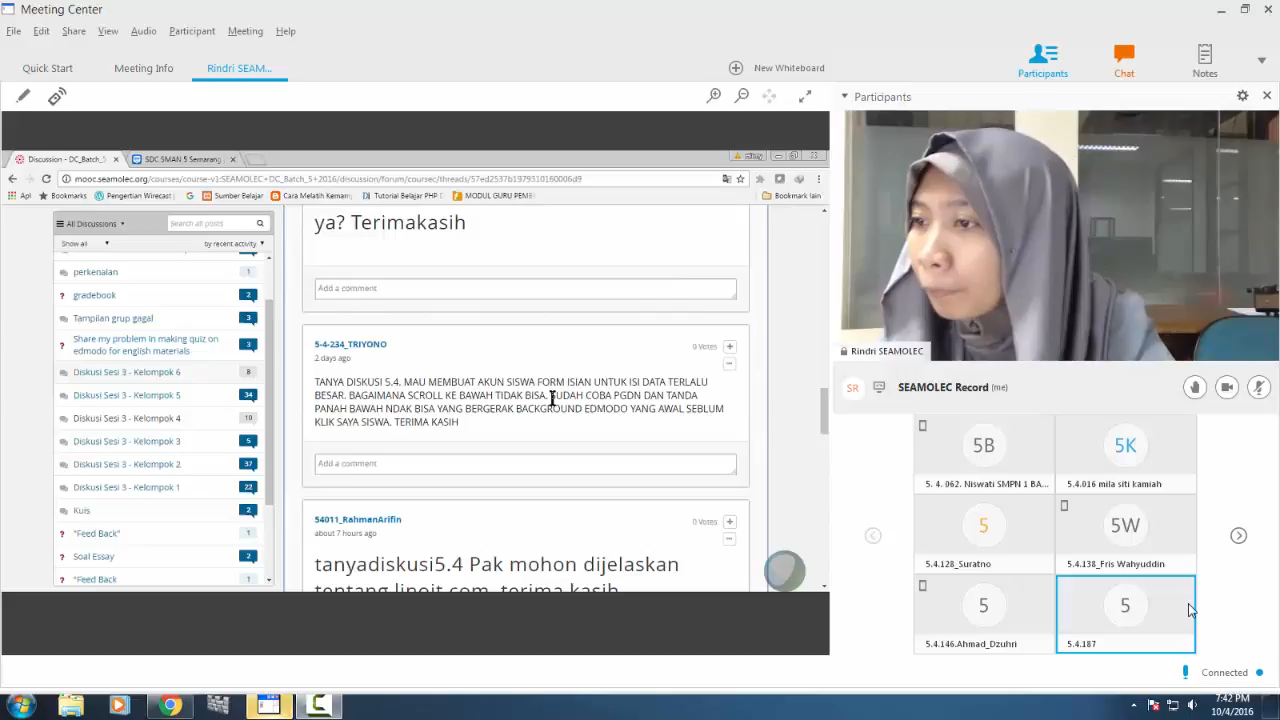 Meeting Center
File Edit Share View Audio Participant Meeting Help
Quick Start Meeting Info Rindri SEAM...
New Whiteboard
Participants Chat Notes
Participants
Discussion - DC_Batch_5 SDC SMAN 5 Semarang
mooc.seamolec.org/courses/course-v1:SEAMOLEC+DC_Batch_5+2016/discussion/forum/coursec/threads/57ed2537b1979310160006d9
Apl Pengertian Wirecast Sumber Belajar Cara Melatih Kemam Tutorial Belajar PHP MODUL GURU PEMB Bookmark lain
All Discussions Search all posts
Show all by recent activity
perkenalan 1
gradebook 2
Tampilan grup gagal 3
Share my problem in making quiz on
edmodo for english materials 3
Diskusi Sesi 3 - Kelompok 6 8
Diskusi Sesi 3 - Kelompok 5 34
Diskusi Sesi 3 - Kelompok 4 10
Diskusi Sesi 3 - Kelompok 3 5
Diskusi Sesi 3 - Kelompok 2 37
Diskusi Sesi 3 - Kelompok 1 22
Kuis 2
"Feed Back" 1
Soal Essay 2
"Feed Back 1
ya? Terimakasih
Add a comment
5-4-234_TRIYONO
0 Votes
2 days ago
TANYA DISKUSI 5.4. MAU MEMBUAT AKUN SISWA FORM ISIAN UNTUK ISI DATA TERLALU
BESAR. BAGAIMANA SCROLL KE BAWAH TIDAK BISA. SUDAH COBA PGDN DAN TANDA
PANAH BAWAH NDAK BISA YANG BERGERAK BACKGROUND EDMODO YANG AWAL SEBLUM
KLIK SAYA SISWA. TERIMA KASIH
Add a comment
54011_RahmanArifin
0 Votes
about 7 hours ago
tanyadiskusi5.4 Pak mohon dijelaskan
tentang linoit.com. terima kasih
Rindri SEAMOLEC
SR SEAMOLEC Record (me)
5B 5K
5. 4. 062. Niswati SMPN 1 BA... 5.4.016 mila siti kamiah
5 5W
5.4.128_Suratno 5.4.138_Fris Wahyuddin
5 5
5.4.146.Ahmad_Dzuhri 5.4.187
Connected
7:42 PM
10/4/2016